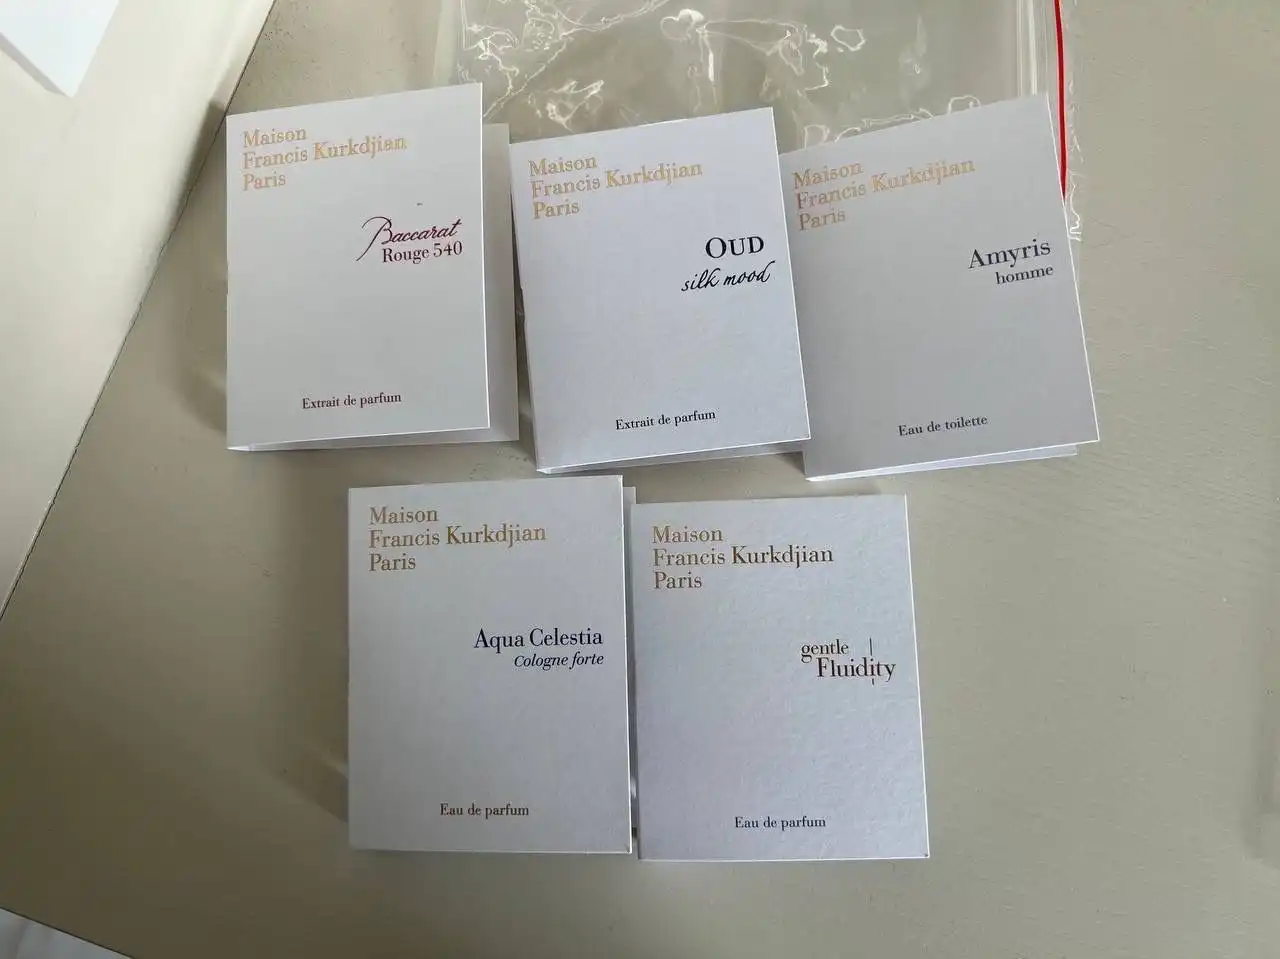 Maison
Francis Kurkdjian
Paris
Baccarat
Rouge 540
Extrait de parfum
Maison
Francis Kurkdjian
Paris
OUD
silk mood
Extrait de parfum
Maison
Francis Kurkdjian
Paris
Amyris
homme
Eau de toilette
Maison
Francis Kurkdjian
Paris
Aqua Celestia
Cologne forte
Eau de parfum
Maison
Francis Kurkdjian
Paris
gentle
Fluidity
Eau de parfum